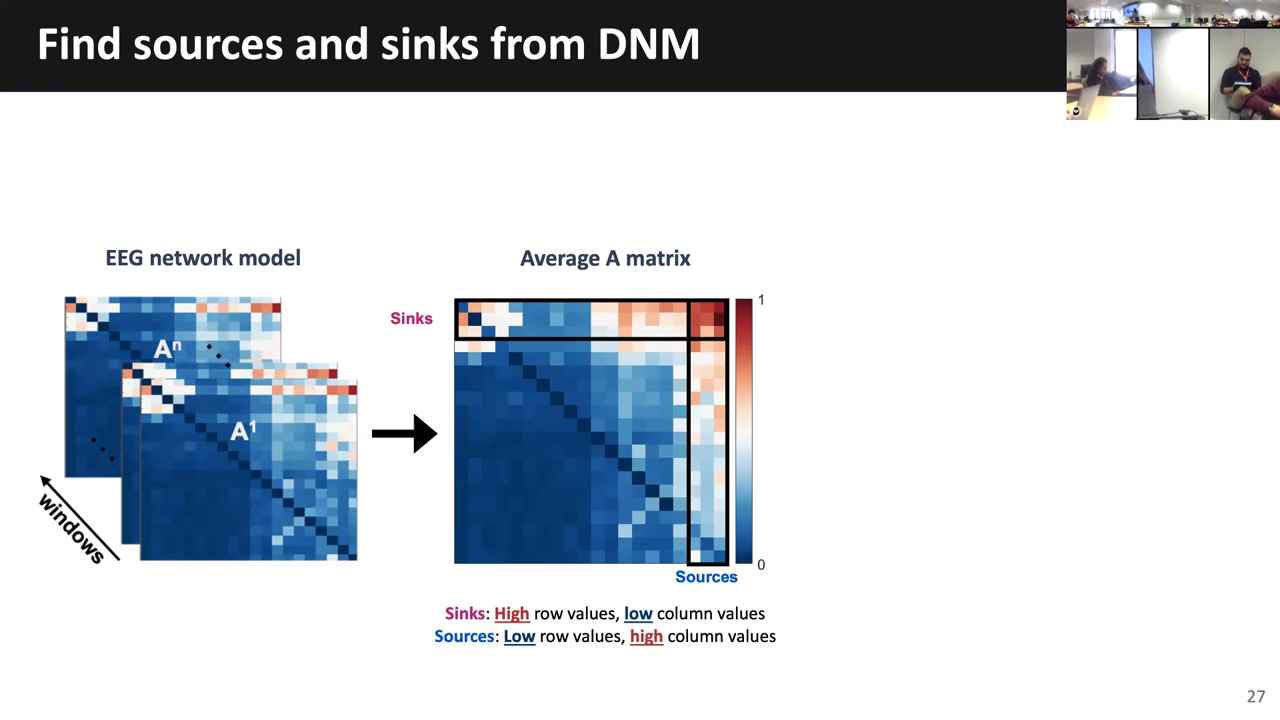 Find sources and sinks from DNM
EEG network model
Average A matrix
Sinks
1
Aⁿ
A¹
windows
0
Sources
Sinks: High row values, low column values
Sources: Low row values, high column values
27